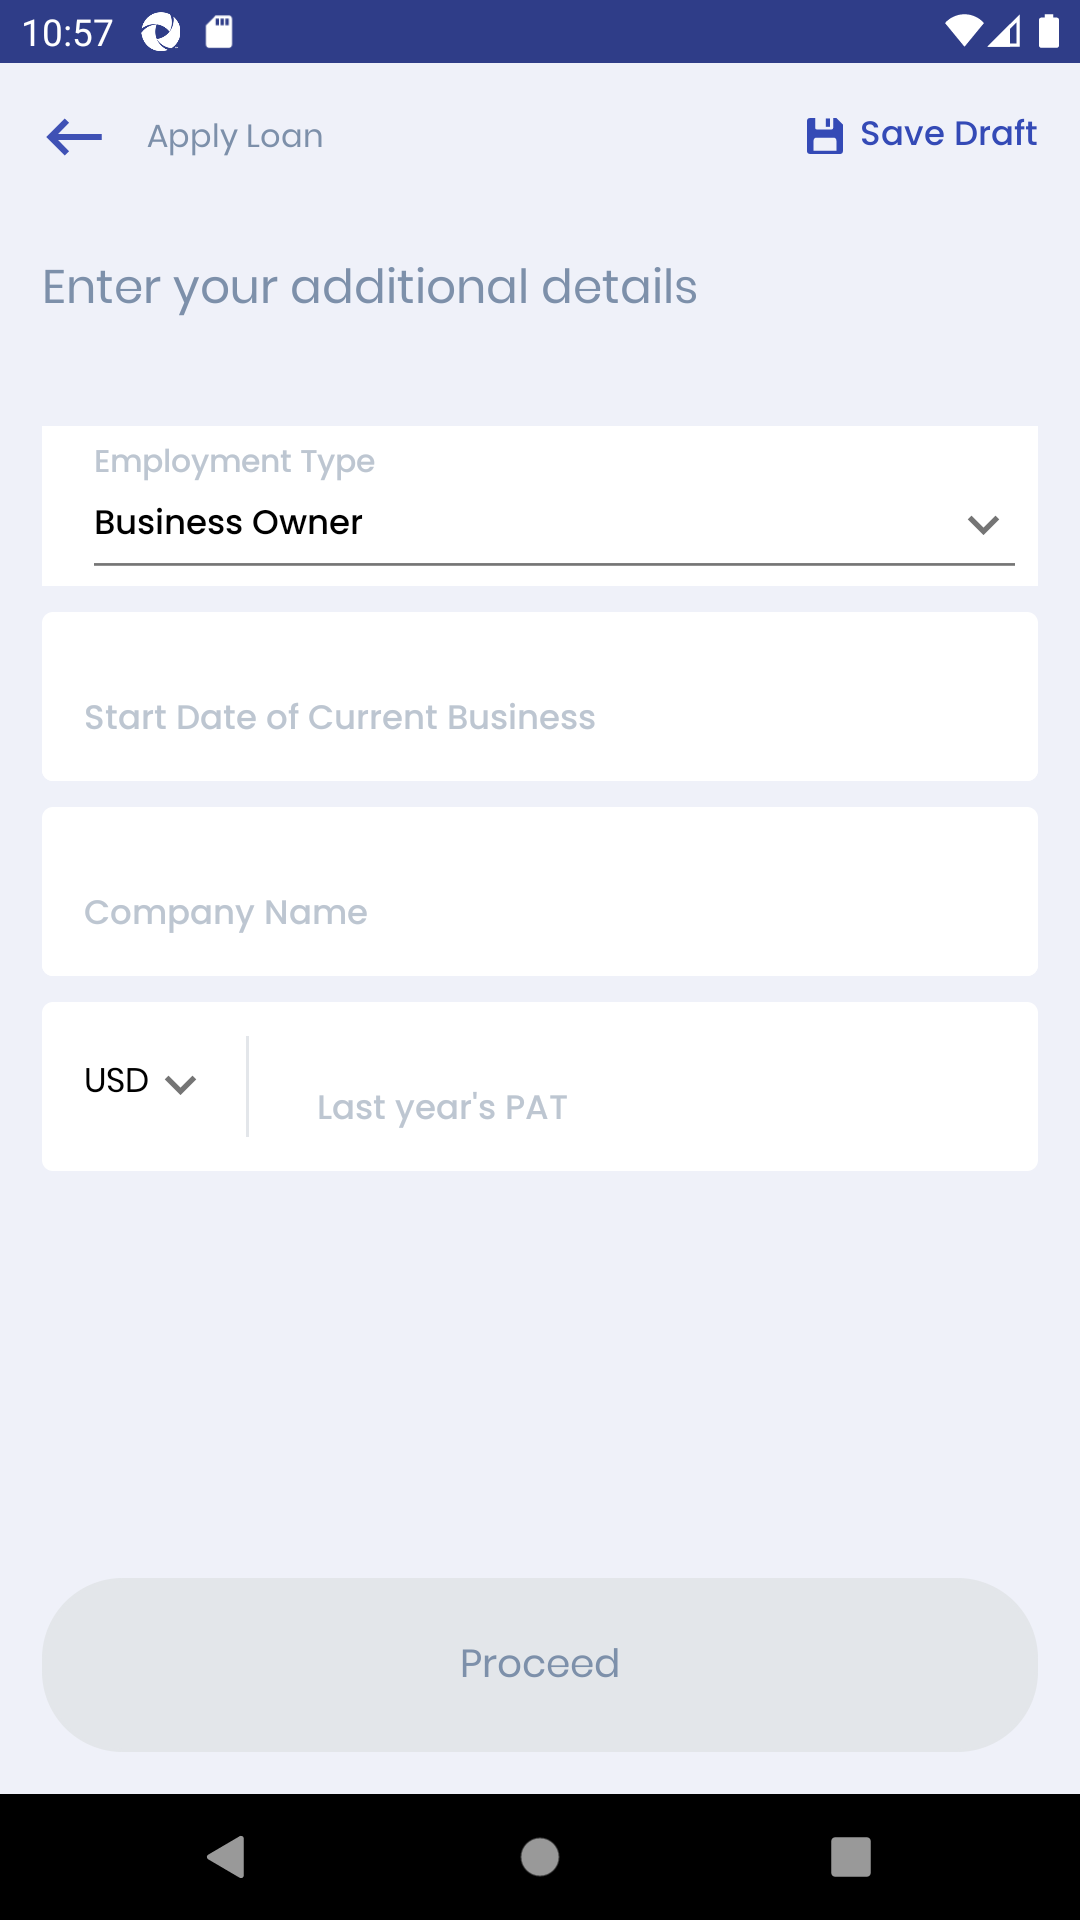 10:57
Apply Loan
Save Draft
Enter your additional details
Employment Type
Business Owner
Start Date of Current Business
Company Name
USD
Last year's PAT
Proceed